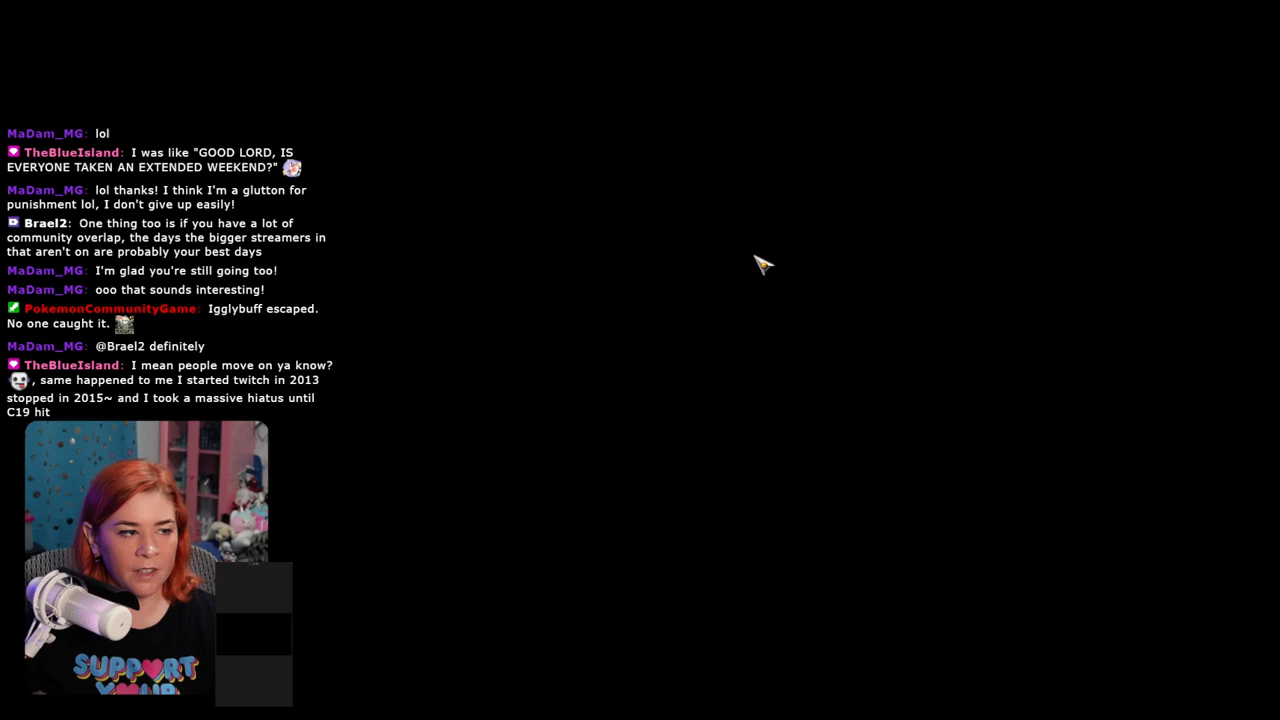 MaDam_MG: lol
TheBlueIsland: I was like "GOOD LORD, IS
EVERYONE TAKEN AN EXTENDED WEEKEND?"
MaDam_MG: lol thanks! I think I'm a glutton for
punishment lol, I don't give up easily!
Brael2: One thing too is if you have a lot of
community overlap, the days the bigger streamers in
that aren't on are probably your best days
MaDam_MG: I'm glad you're still going too!
MaDam_MG: ooo that sounds interesting!
PokemonCommunityGame: Igglybuff escaped.
No one caught it.
MaDam_MG: @Brael2 definitely
TheBlueIsland: I mean people move on ya know?
, same happened to me I started twitch in 2013
stopped in 2015~ and I took a massive hiatus until
C19 hit
SUPPORT
YOUR